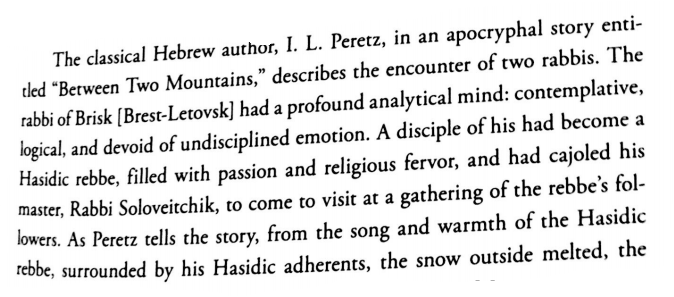 The classical Hebrew author, I. L. Peretz, in an apocryphal story enti-
tled “Between Two Mountains,” describes the encounter of two rabbis. The
rabbi of Brisk [Brest-Letovsk] had a profound analytical mind: contemplative,
logical, and devoid of undisciplined emotion. A disciple of his had become a
Hasidic rebbe, filled with passion and religious fervor, and had cajoled his
master, Rabbi Soloveitchik, to come to visit at a gathering of the rebbe’s fol-
lowers. As Peretz tells the story, from the song and warmth of the Hasidic
rebbe, surrounded by his Hasidic adherents, the snow outside melted, the